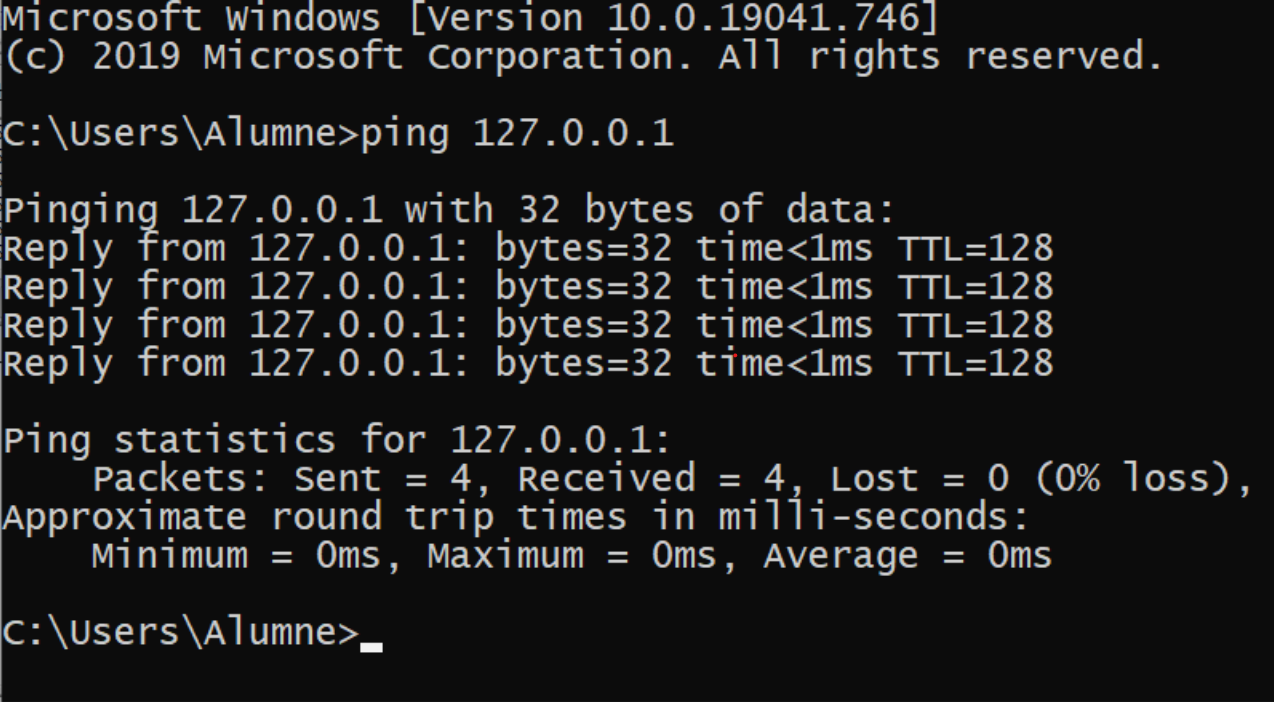 Microsoft Windows [Version 10.0.19041.746]
(c) 2019 Microsoft Corporation. All rights reserved.
C:\Users\Alumne>ping 127.0.0.1
Pinging 127.0.0.1 with 32 bytes of data:
Reply from 127.0.0.1: bytes=32 time<1ms TTL=128
Reply from 127.0.0.1: bytes=32 time<1ms TTL=128
Reply from 127.0.0.1: bytes=32 time<1ms TTL=128
Reply from 127.0.0.1: bytes=32 time<1ms TTL=128
Ping statistics for 127.0.0.1:
    Packets: Sent = 4, Received = 4, Lost = 0 (0% loss),
Approximate round trip times in milli-seconds:
    Minimum = 0ms, Maximum = 0ms, Average = 0ms
C:\Users\Alumne>